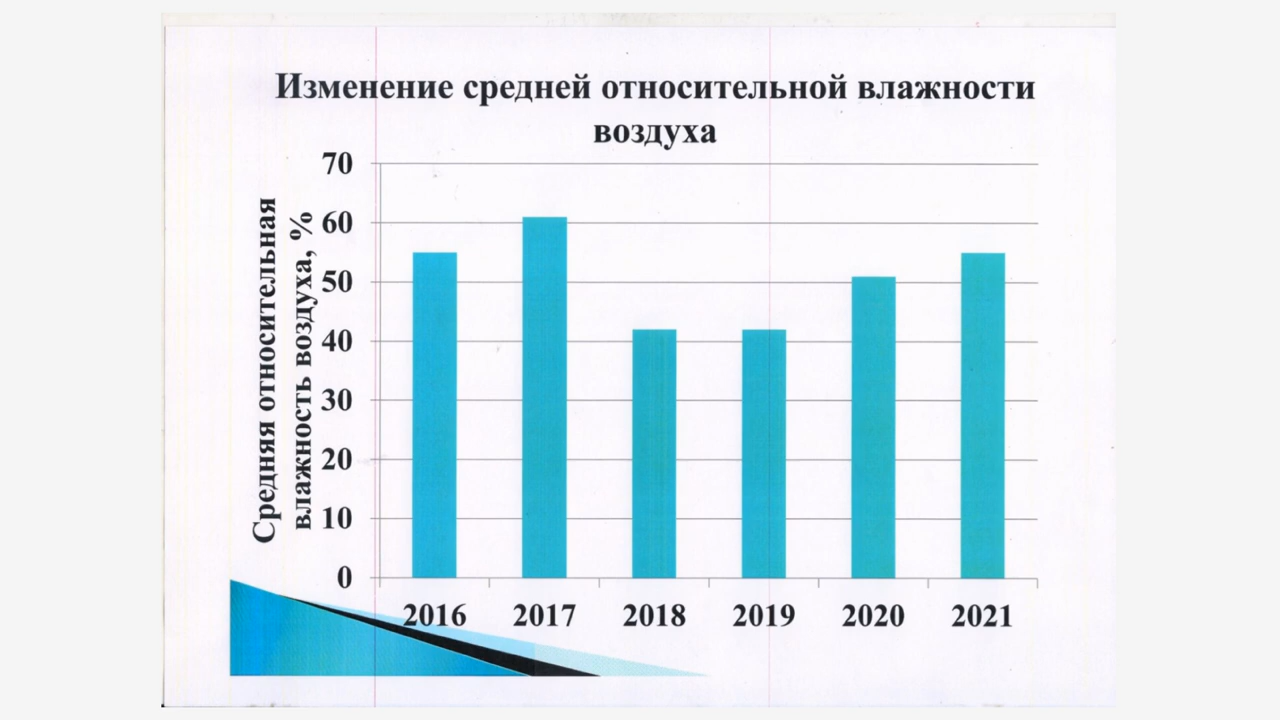 Изменение средней относительной влажности
воздуха
Средняя относительная
влажность воздуха, %
70
60
50
40
30
20
10
0
2016 2017 2018 2019 2020 2021